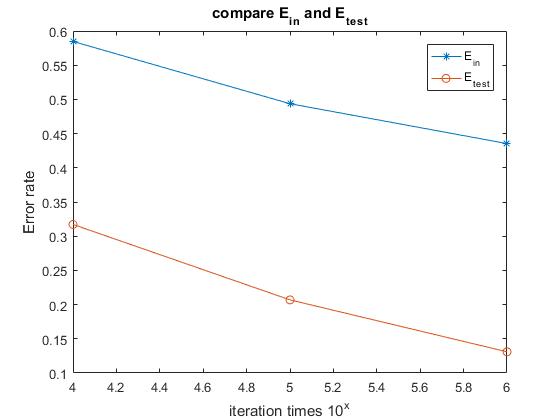 compare E_in and E_test
0.6
0.55
0.5
0.45
0.4
0.35
0.3
0.25
0.2
0.15
0.1
Error rate
E_in
E_test
4 4.2 4.4 4.6 4.8 5 5.2 5.4 5.6 5.8 6
iteration times 10^x